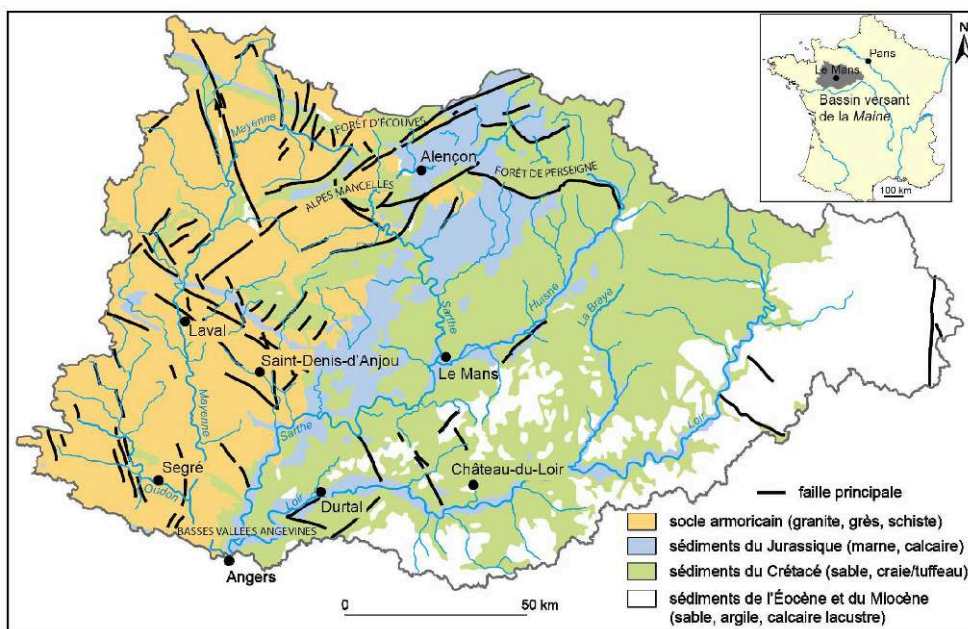 N
Paris
Le Mans
Bassin versant
de la Maine
100 km
Mayenne
FORÊT D'ÉCOUVES
Alençon
FORÊT DE PERSEIGNE
ALPES MANCELLES
Sarthe
Huisne
La Braye
Laval
Saint-Denis-d'Anjou
Le Mans
Mayenne
Sarthe
Loir
Segré
Oudon
Château-du-Loir
Loir
Durtal
BASSES VALLÉES ANGEVINES
Angers
0 50 km
faille principale
socle armoricain (granite, grès, schiste)
sédiments du Jurassique (marne, calcaire)
sédiments du Crétacé (sable, craie/tuffeau)
sédiments de l'Éocène et du Miocène
(sable, argile, calcaire lacustre)